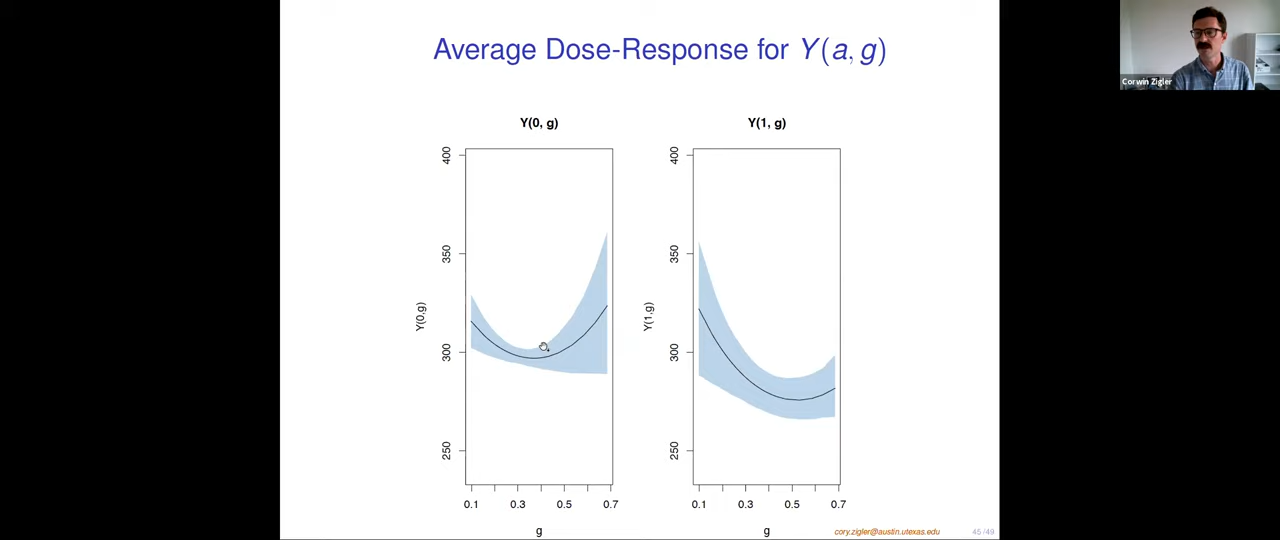 Average Dose-Response for Y(a, g)
Corwin Zigler
Y(0, g)
Y(1, g)
400
350
300
250
Y(0,g)
0.1 0.3 0.5 0.7
g
400
350
300
250
Y(1,g)
0.1 0.3 0.5 0.7
g
cory.zigler@austin.utexas.edu
45 / 49